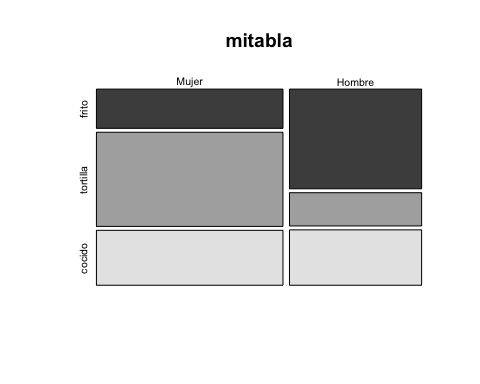 mitabla
Mujer Hombre
frito
tortilla
cocido